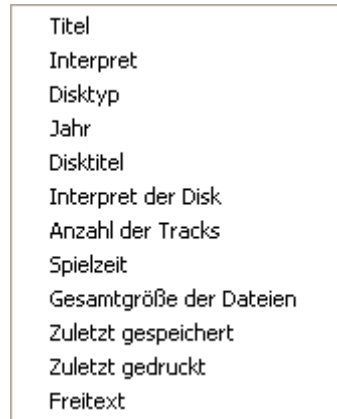 Titel
Interpret
Disktyp
Jahr
Disktitel
Interpret der Disk
Anzahl der Tracks
Spielzeit
Gesamtgröße der Dateien
Zuletzt gespeichert
Zuletzt gedruckt
Freitext